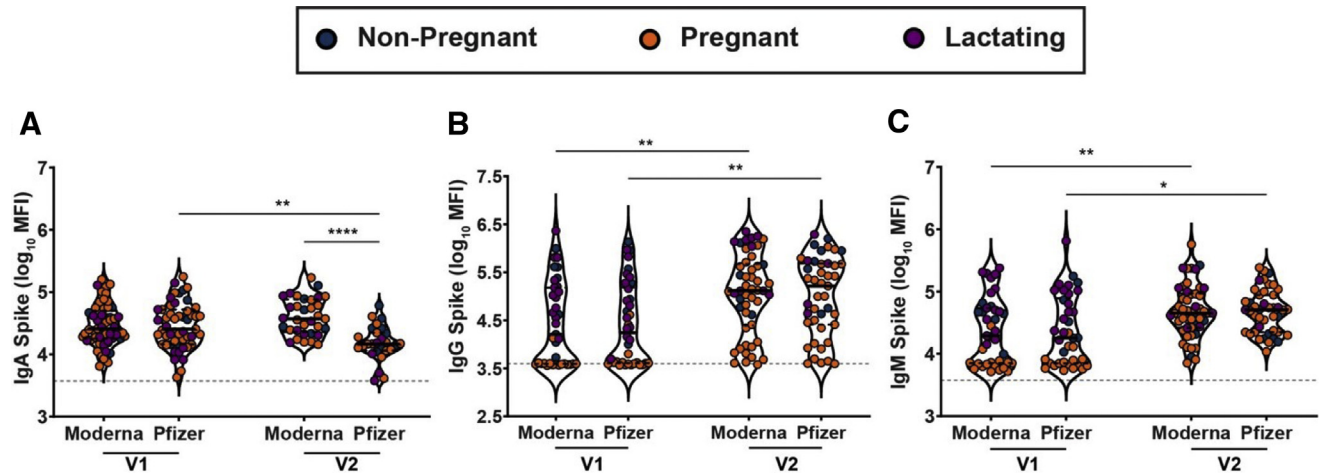 Non-Pregnant Pregnant Lactating
A
IgA Spike (log10 MFI)
7
6
5
4
3
**
****
Moderna Pfizer Moderna Pfizer
V1 V2
B
IgG Spike (log10 MFI)
7.5
6.5
5.5
4.5
3.5
2.5
**
**
Moderna Pfizer Moderna Pfizer
V1 V2
C
IgM Spike (log10 MFI)
7
6
5
4
3
**
*
Moderna Pfizer Moderna Pfizer
V1 V2